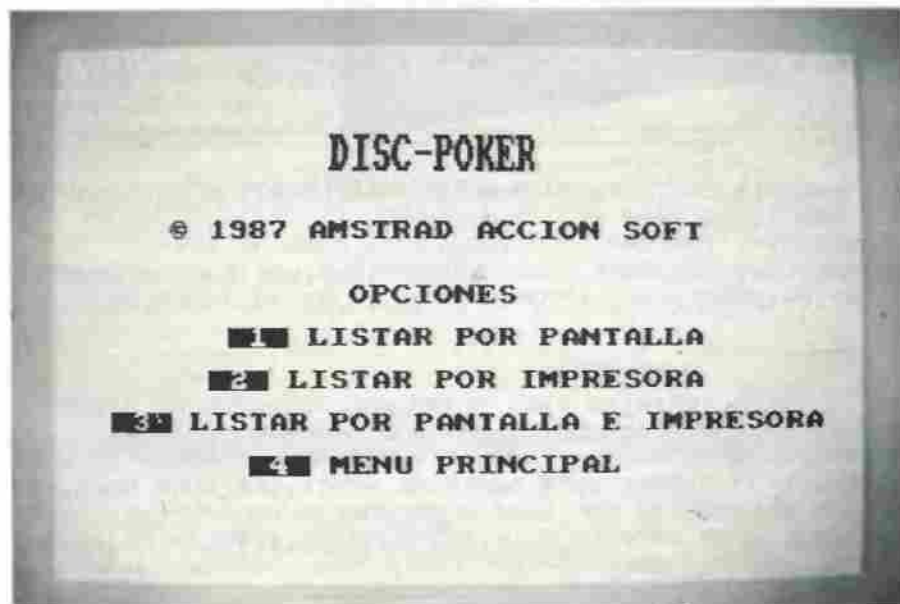 DISC-POKER
© 1987 AMSTRAD ACCION SOFT
OPCIONES
1 LISTAR POR PANTALLA
2 LISTAR POR IMPRESORA
3 LISTAR POR PANTALLA E IMPRESORA
4 MENU PRINCIPAL